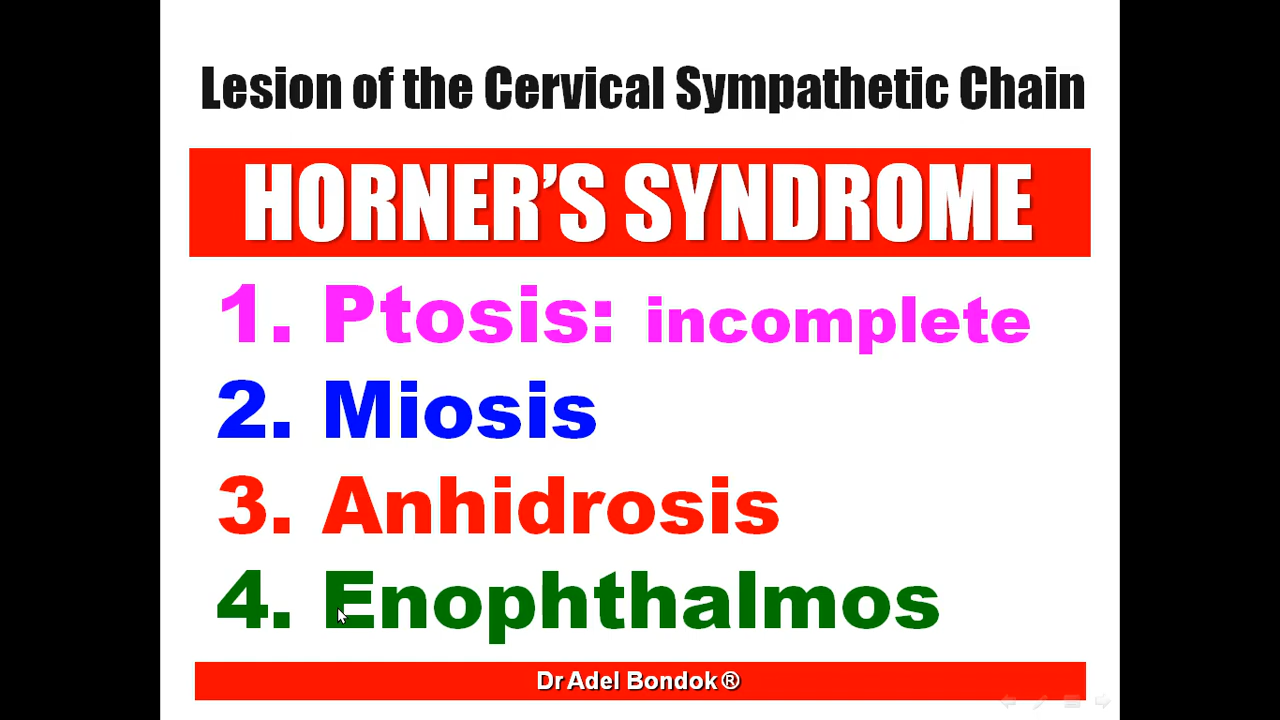 Lesion of the Cervical Sympathetic Chain
HORNER’S SYNDROME
1. Ptosis: incomplete
2. Miosis
3. Anhidrosis
4. Enophthalmos
Dr Adel Bondok ®